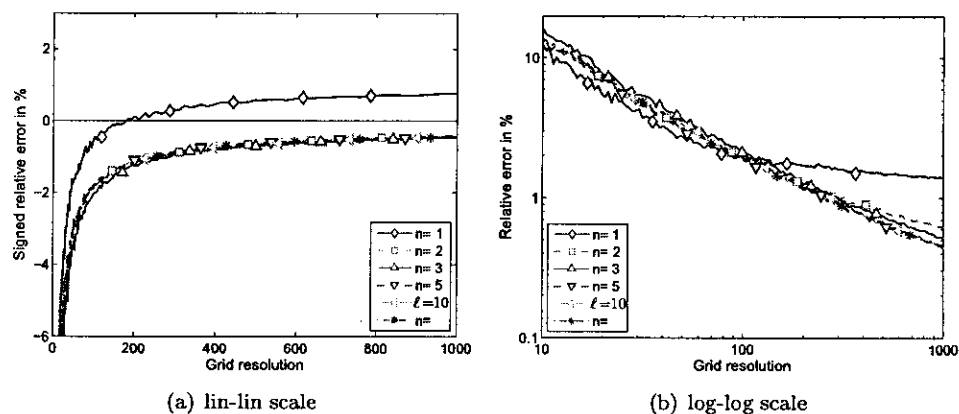 Signed relative error in %
2
0
−2
−4
−6
0
200
400
600
800
1000
Grid resolution
n= 1
n= 2
n= 3
n= 5
ℓ=10
n=
(a) lin-lin scale
Relative error in %
10
1
0.1
10
100
1000
Grid resolution
n= 1
n= 2
n= 3
n= 5
ℓ=10
n=
(b) log-log scale